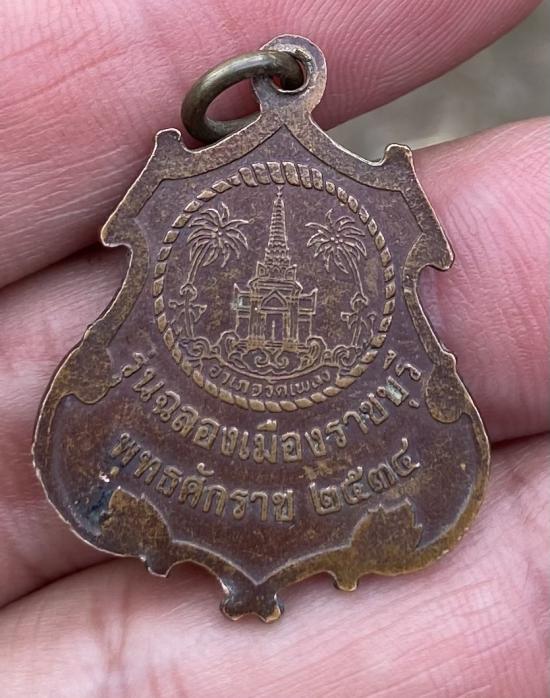 อำเภอวัดเพลง
รุ่นฉลองเมืองราชบุรี
พุทธศักราช ๒๕๓๔